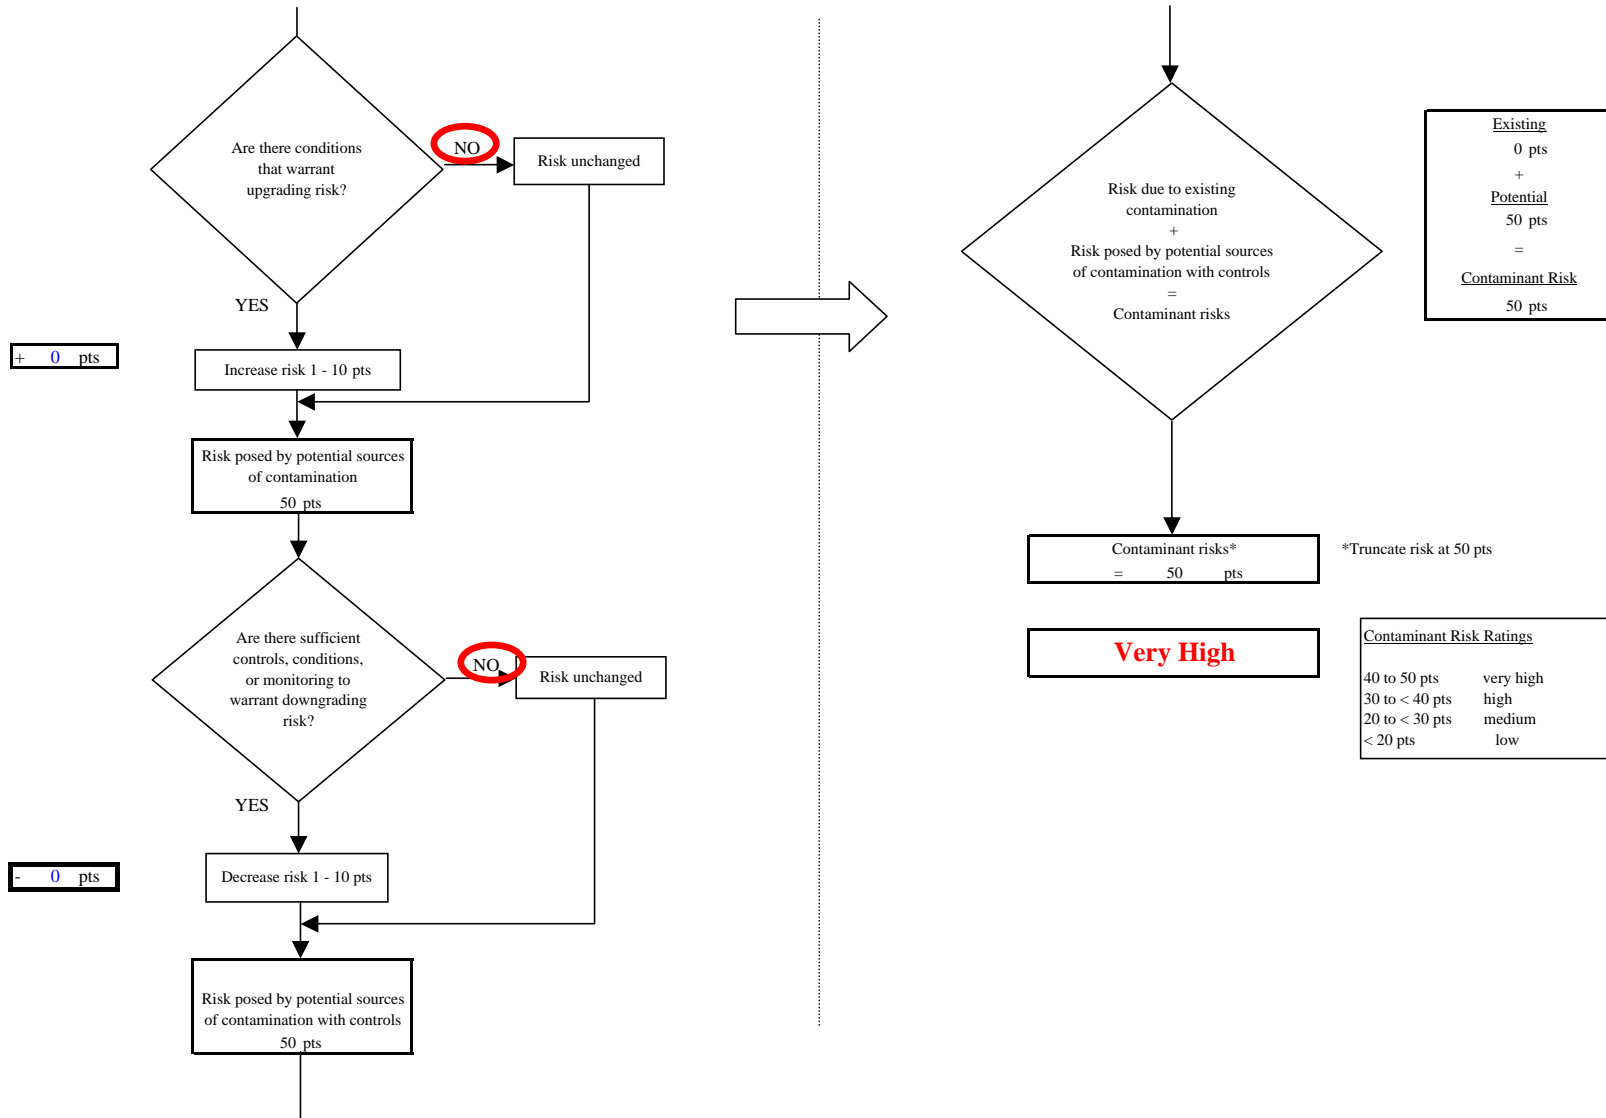 Are there conditions
that warrant
upgrading risk?
NO
Risk unchanged
YES
+ 0 pts
Increase risk 1 - 10 pts
Risk posed by potential sources
of contamination
50 pts
Are there sufficient
controls, conditions,
or monitoring to
warrant downgrading
risk?
NO
Risk unchanged
YES
- 0 pts
Decrease risk 1 - 10 pts
Risk posed by potential sources
of contamination with controls
50 pts
Risk due to existing
contamination
+
Risk posed by potential sources
of contamination with controls
=
Contaminant risks
Existing
0 pts
+
Potential
50 pts
=
Contaminant Risk
50 pts
Contaminant risks*
= 50 pts
*Truncate risk at 50 pts
Very High
Contaminant Risk Ratings
40 to 50 pts very high
30 to < 40 pts high
20 to < 30 pts medium
< 20 pts low